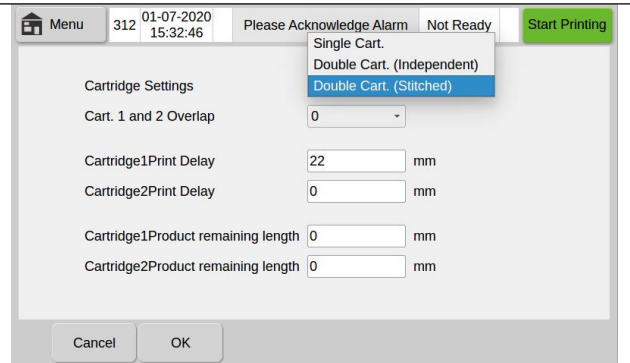 Menu
312
01-07-2020
15:32:46
Please Acknowledge Alarm
Not Ready
Start Printing
Single Cart.
Double Cart. (Independent)
Cartridge Settings
Double Cart. (Stitched)
Cart. 1 and 2 Overlap
0
Cartridge1Print Delay
22
mm
Cartridge2Print Delay
0
mm
Cartridge1Product remaining length
0
mm
Cartridge2Product remaining length
0
mm
Cancel
OK